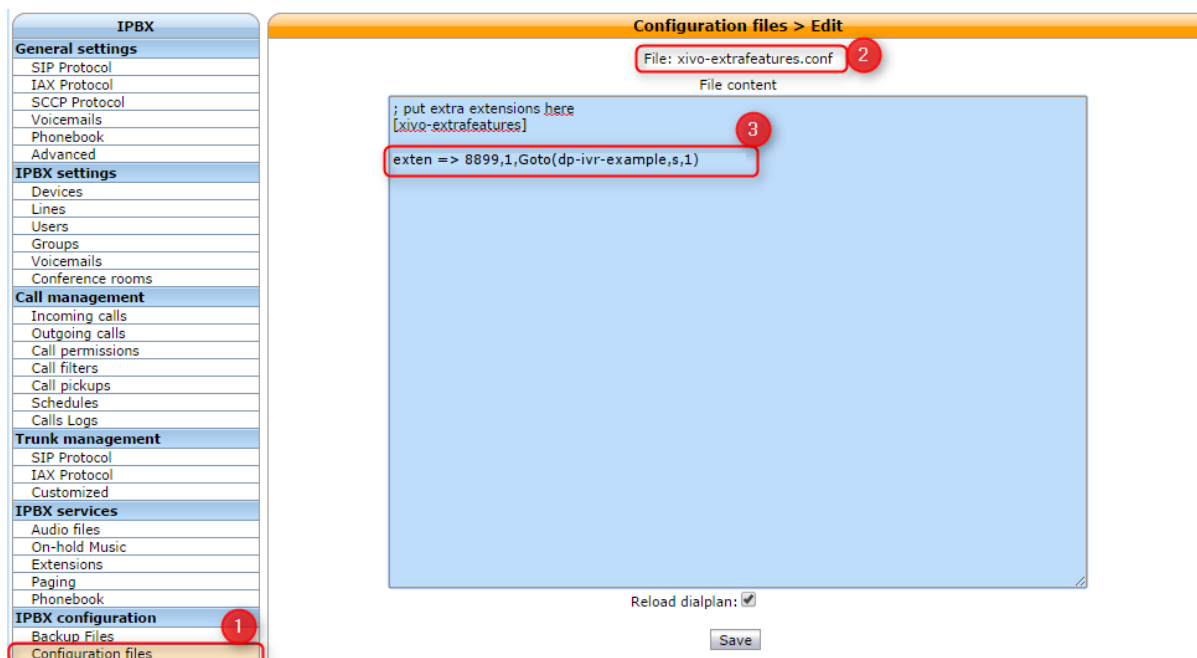 IPBX
General settings
SIP Protocol
IAX Protocol
SCCP Protocol
Voicemails
Phonebook
Advanced
IPBX settings
Devices
Lines
Users
Groups
Voicemails
Conference rooms
Call management
Incoming calls
Outgoing calls
Call permissions
Call filters
Call pickups
Schedules
Calls Logs
Trunk management
SIP Protocol
IAX Protocol
Customized
IPBX services
Audio files
On-hold Music
Extensions
Paging
Phonebook
IPBX configuration
1
Backup Files
Configuration files
Configuration files > Edit
File: xivo-extrafeatures.conf
2
File content
; put extra extensions here
[xivo-extrafeatures]
3
exten => 8899,1,Goto(dp-ivr-example,s,1)
Reload dialplan:
Save